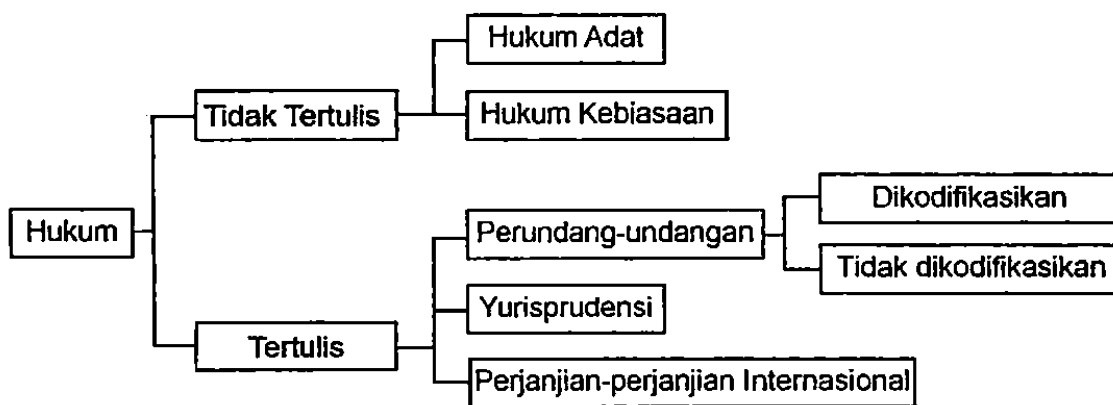 Hukum Adat
Tidak Tertulis
Hukum Kebiasaan
Dikodifikasikan
Hukum
Perundang-undangan
Tidak dikodifikasikan
Yurisprudensi
Tertulis
Perjanjian-perjanjian Internasional